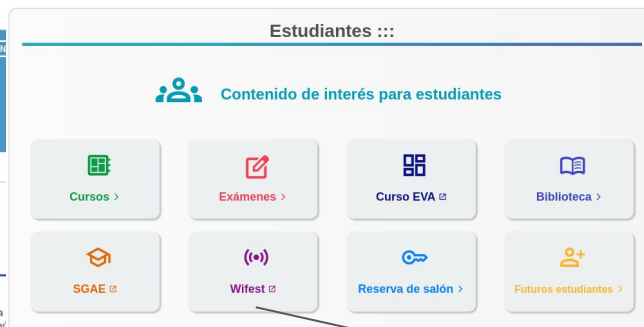 Estudiantes :::
Contenido de interés para estudiantes
Cursos >
Exámenes >
Curso EVA
Biblioteca >
SGAE
Wifest
Reserva de salón >
Futuros estudiantes >